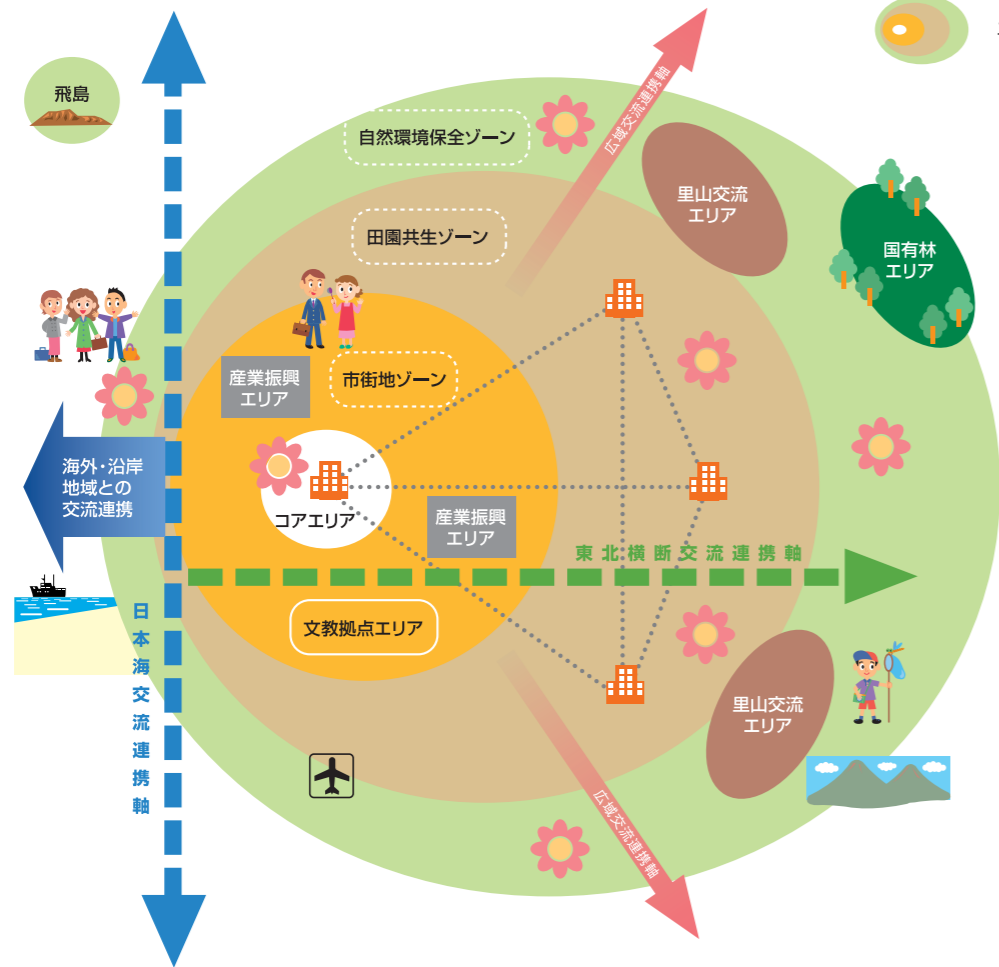 飛島
自然環境保全ゾーン
広域交流連携軸
里山交流
エリア
田園共生ゾーン
国有林
エリア
産業振興
エリア
市街地ゾーン
海外・沿岸
地域との
交流連携
コアエリア
産業振興
エリア
東北横断交流連携軸
日本海交流連携軸
文教拠点エリア
里山交流
エリア
広域交流連携軸